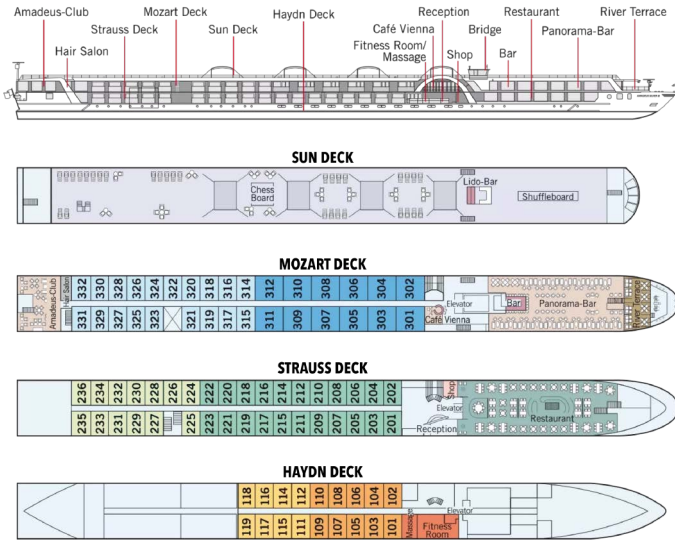 Amadeus-Club
Mozart Deck
Haydn Deck
Reception
Restaurant
River Terrace
Strauss Deck
Sun Deck
Café Vienna
Bridge
Panorama-Bar
Hair Salon
Fitness Room/
Massage
Shop
Bar
SUN DECK
Chess
Board
Lido-Bar
Shuffleboard
MOZART DECK
Amadeus-Club
Hair Salon
332 330 328 326 324 322 320 318 316 314 312 310 308 306 304 302
331 329 327 325 323 321 319 317 315 311 309 307 305 303 301
Elevator
Café Vienna
Bar
Panorama-Bar
River Terrace
STRAUSS DECK
236 234 232 230 228 226 224 222 220 218 216 214 212 210 208 206 204 202
235 233 231 229 227 225 223 221 219 217 215 211 209 207 205 203 201
Shop
Elevator
Reception
Restaurant
HAYDN DECK
118 116 114 112 110 108 106 104 102
119 117 115 111 109 107 105 103 101
Elevator
Massage
Fitness
Room